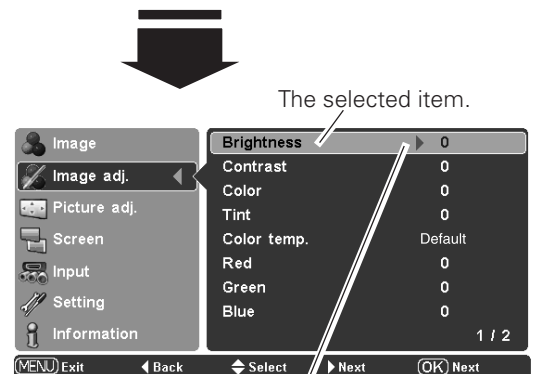 The selected item.
Image
Image adj.
Picture adj.
Screen
Input
Setting
Information
Brightness 0
Contrast 0
Color 0
Tint 0
Color temp. Default
Red 0
Green 0
Blue 0
1 / 2
MENU Exit Back Select Next OK Next